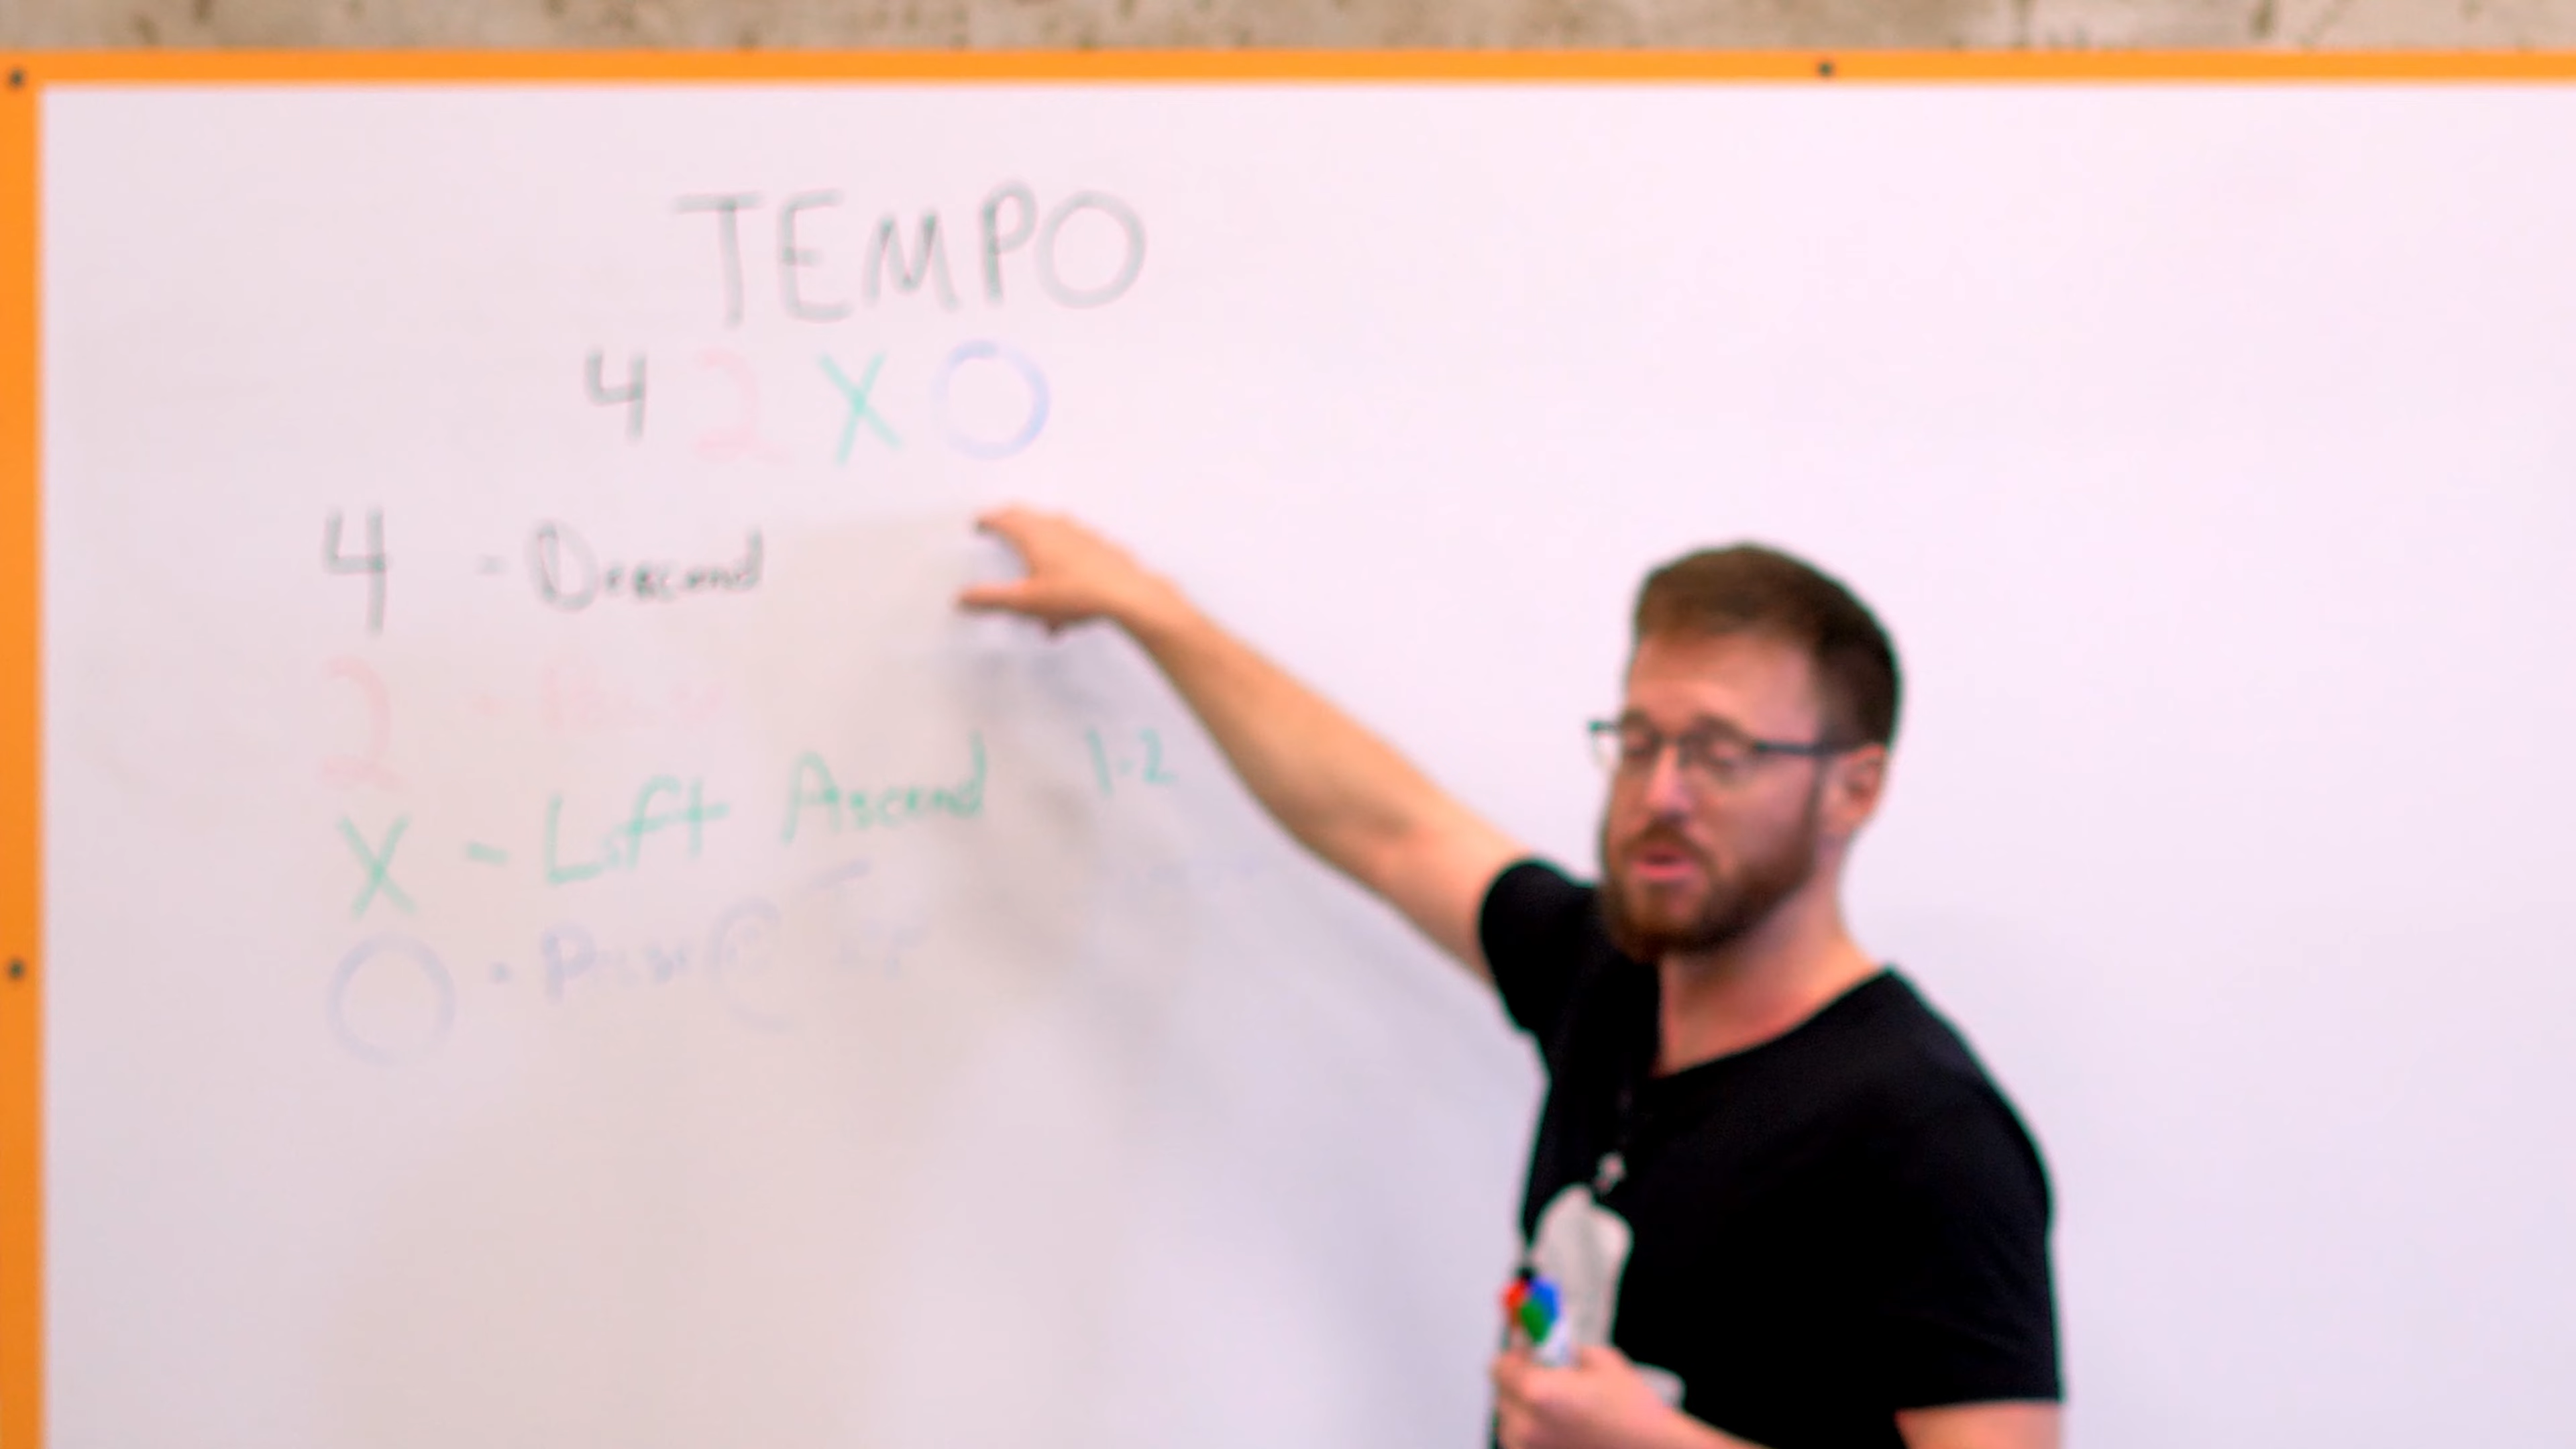 TEMPO
4 2 X O
4 - Descend
2 -
X - Lift Ascend 1-2
O - Pause @ Top